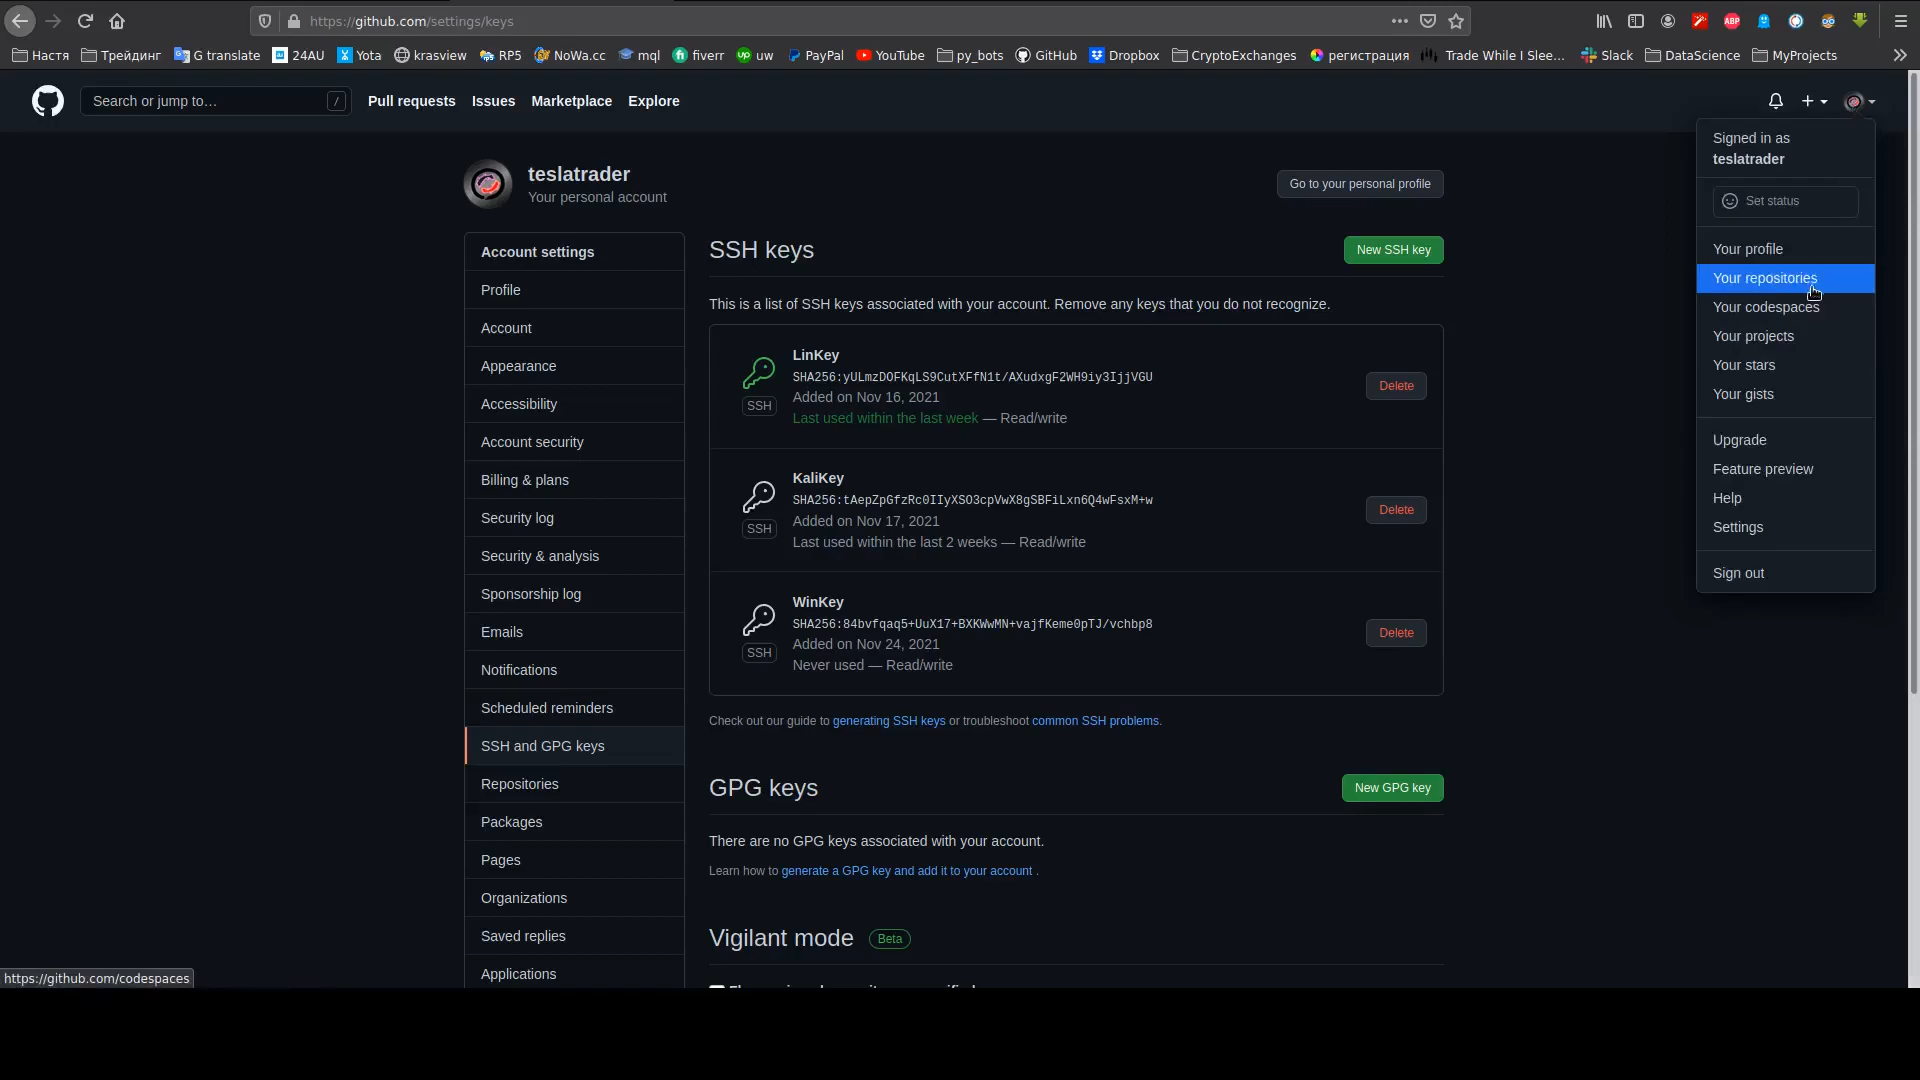 https://github.com/settings/keys
Настя Трейдинг G translate 24AU Yota krasview RP5 NoWa.cc mql fiverr uw PayPal YouTube py_bots GitHub Dropbox CryptoExchanges регистрация Trade While I Slee... Slack DataScience MyProjects
Search or jump to... / Pull requests Issues Marketplace Explore
Signed in as
teslatrader
Set status
Your profile
Your repositories
Your codespaces
Your projects
Your stars
Your gists
Upgrade
Feature preview
Help
Settings
Sign out
teslatrader
Your personal account
Go to your personal profile
Account settings
Profile
Account
Appearance
Accessibility
Account security
Billing & plans
Security log
Security & analysis
Sponsorship log
Emails
Notifications
Scheduled reminders
SSH and GPG keys
Repositories
Packages
Pages
Organizations
Saved replies
Applications
SSH keys
New SSH key
This is a list of SSH keys associated with your account. Remove any keys that you do not recognize.
LinKey
SHA256:yULmzDOFKqLS9CutXFfN1t/AXudxgF2WH9iy3IjjVGU
Added on Nov 16, 2021
Last used within the last week — Read/write
SSH
Delete
KaliKey
SHA256:tAepZpGfzRc0IIyXSO3cpVwX8gSBFiLxn6Q4wFsxM+w
Added on Nov 17, 2021
Last used within the last 2 weeks — Read/write
SSH
Delete
WinKey
SHA256:84bvfqaq5+UuX17+BXKWwMN+vajfKeme0pTJ/vchbp8
Added on Nov 24, 2021
Never used — Read/write
SSH
Delete
Check out our guide to generating SSH keys or troubleshoot common SSH problems.
GPG keys
New GPG key
There are no GPG keys associated with your account.
Learn how to generate a GPG key and add it to your account .
Vigilant mode Beta
https://github.com/codespaces